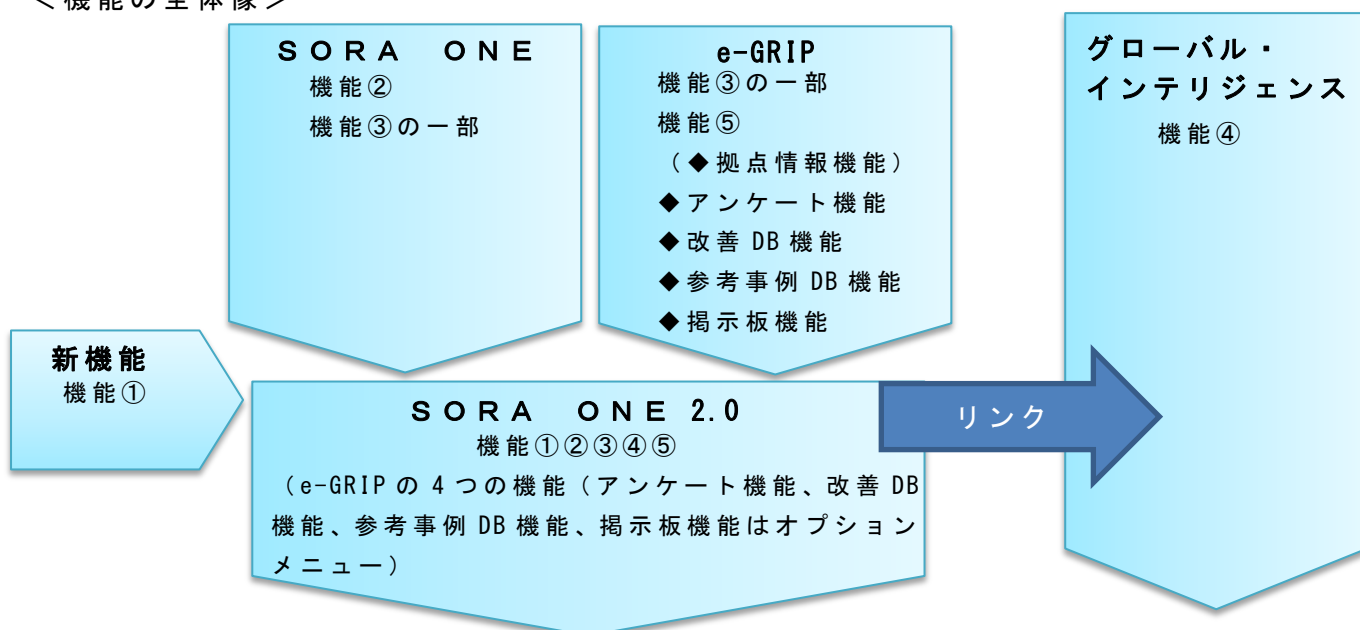 ＜機能の全体像＞
ＳＯＲＡ　ＯＮＥ
機能②
機能③の一部
e-GRIP
機能③の一部
機能⑤
（◆拠点情報機能）
◆アンケート機能
◆改善 DB 機能
◆参考事例 DB 機能
◆掲示板機能
グローバル・
インテリジェンス
機能④
新機能
機能①
ＳＯＲＡ　ＯＮＥ 2.0
機能①②③④⑤
（e-GRIP の 4 つの機能（アンケート機能、改善 DB
機能、参考事例 DB 機能、掲示板機能はオプション
メニュー）
リンク